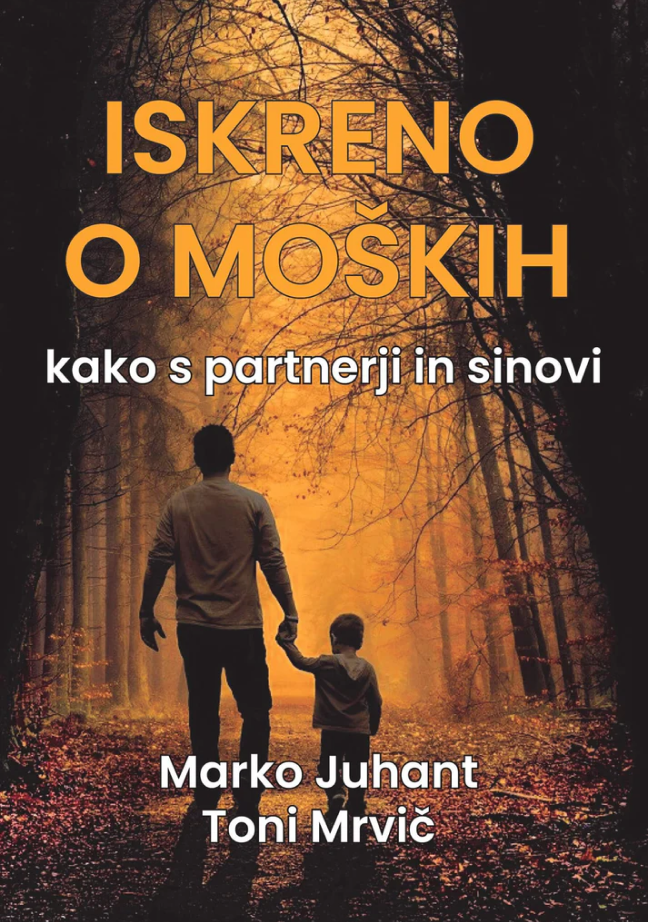 ISKRENO
O MOŠKIH
kako s partnerji in sinovi
Marko Juhant
Toni Mrvič